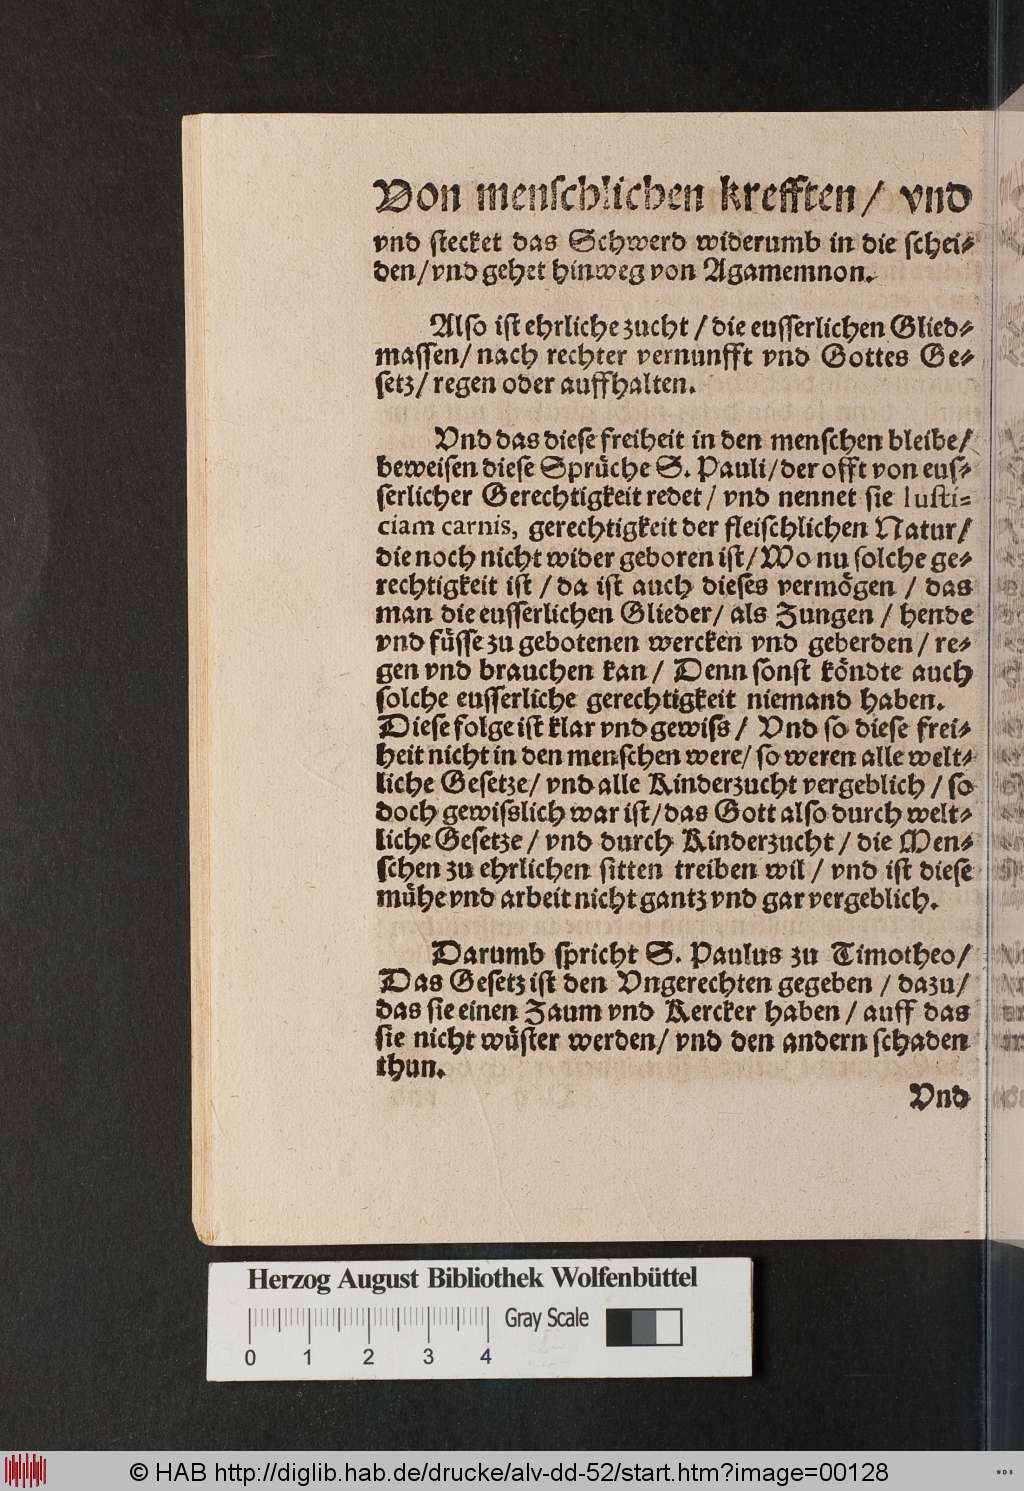 Von menschlichen krefften / vnd
vnd stecket das Schwerd widerumb in die schei⸗
den / vnd gehet hinweg von Agamemnon.
Also ist ehrliche zucht / die eusserlichen Glied⸗
massen / nach rechter vernunfft vnd Gottes Ge⸗
setz / regen oder auffhalten.
Vnd das diese freiheit in den menschen bleibe /
beweisen diese Sprüche S. Pauli / der offt von eus⸗
serlicher Gerechtigkeit redet / vnd nennet sie Iusti-
ciam carnis, gerechtigkeit der fleischlichen Natur /
die noch nicht wider geboren ist / Wo nu solche ge⸗
rechtigkeit ist / da ist auch dieses vermögen / das
man die eusserlichen Glieder / als Zungen / hende
vnd füsse zu gebotenen wercken vnd geberden / re⸗
gen vnd brauchen kan / Denn sonst köndte auch
solche eusserliche gerechtigkeit niemand haben.
Diese folge ist klar vnd gewiss / Vnd so diese frei⸗
heit nicht in den menschen were / so weren alle welt⸗
liche Gesetze / vnd alle Kinderzucht vergeblich / so
doch gewisslich war ist / das Gott also durch welt⸗
liche Gesetze / vnd durch Kinderzucht / die Men⸗
schen zu ehrlichen sitten treiben wil / vnd ist diese
mühe vnd arbeit nicht gantz vnd gar vergeblich.
Darumb spricht S. Paulus zu Timotheo /
Das Gesetz ist den Vngerechten gegeben / dazu /
das sie einen Zaum vnd Kercker haben / auff das
sie nicht wüster werden / vnd den andern schaden
thun.
Vnd
Herzog August Bibliothek Wolfenbüttel
Gray Scale
0 1 2 3 4
© HAB http://diglib.hab.de/drucke/alv-dd-52/start.htm?image=00128